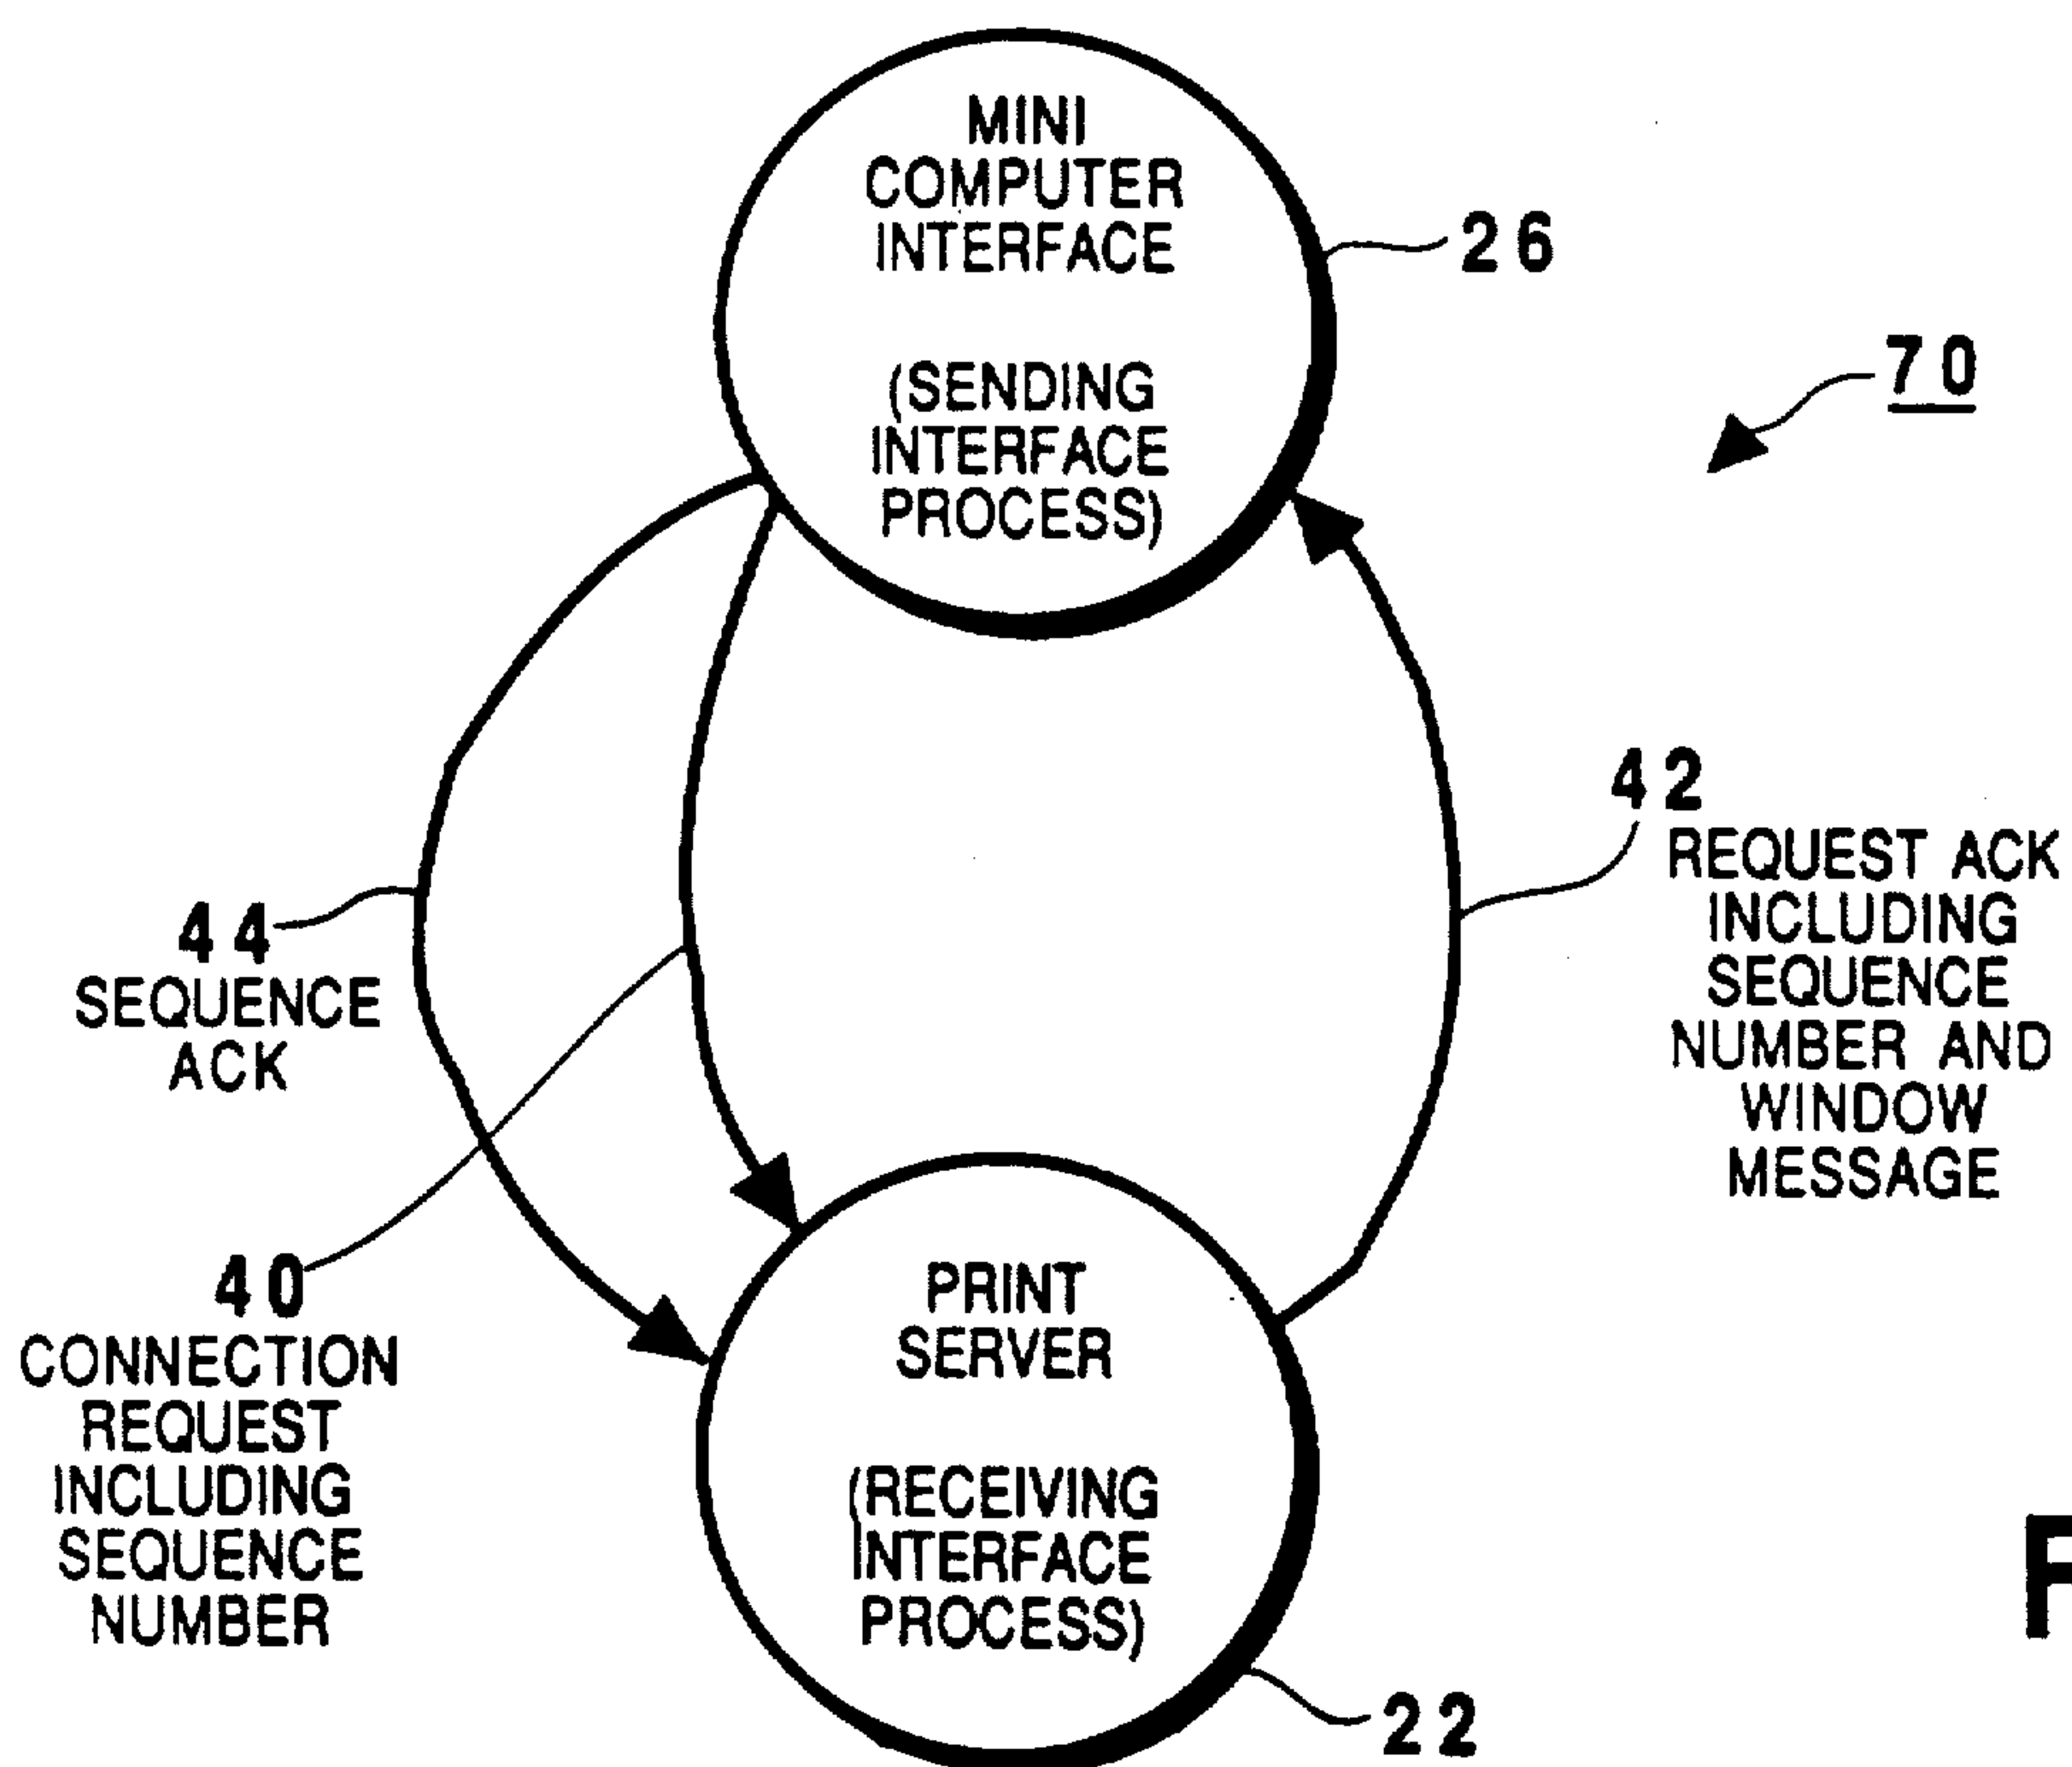 MINI
COMPUTER
INTERFACE
(SENDING
INTERFACE
PROCESS)
26
70
42
REQUEST ACK
INCLUDING
SEQUENCE
NUMBER AND
WINDOW
MESSAGE
44
SEQUENCE
ACK
40
CONNECTION
REQUEST
INCLUDING
SEQUENCE
NUMBER
PRINT
SERVER
(RECEIVING
INTERFACE
PROCESS)
22